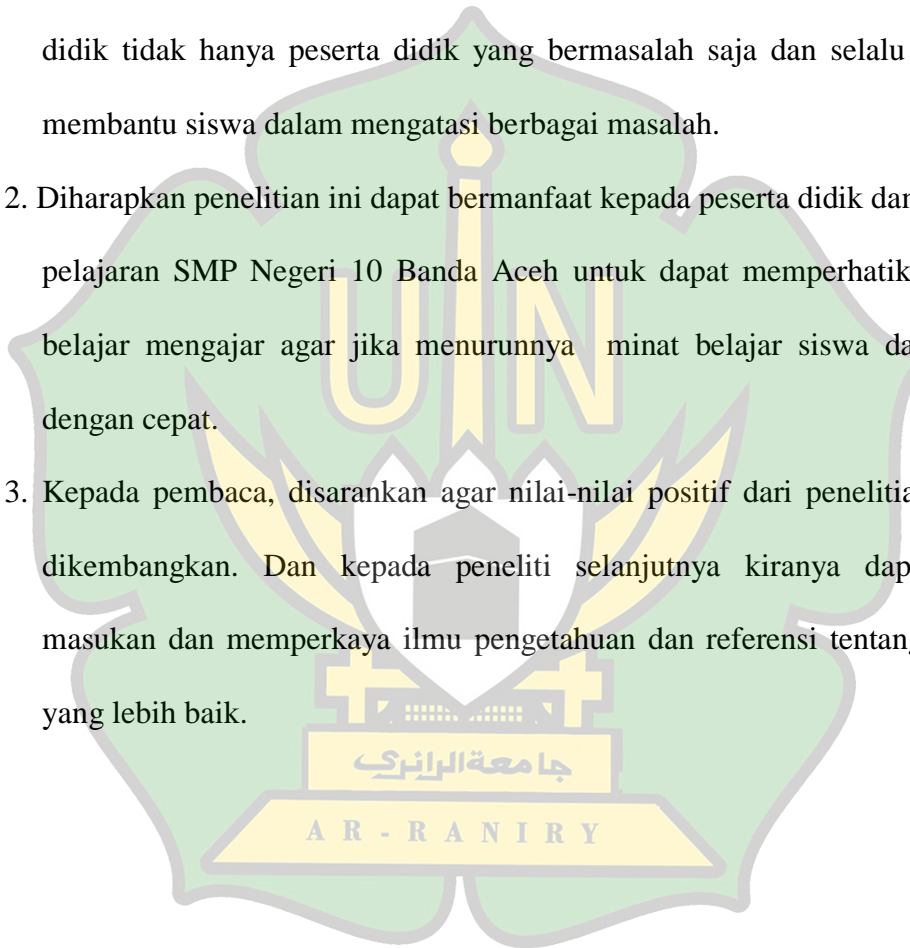 didik tidak hanya peserta didik yang bermasalah saja dan selalu
membantu siswa dalam mengatasi berbagai masalah.
2. Diharapkan penelitian ini dapat bermanfaat kepada peserta didik dan
pelajaran SMP Negeri 10 Banda Aceh untuk dapat memperhatik
belajar mengajar agar jika menurunnya minat belajar siswa da
dengan cepat.
3. Kepada pembaca, disarankan agar nilai-nilai positif dari penelitia
dikembangkan. Dan kepada peneliti selanjutnya kiranya dap
masukan dan memperkaya ilmu pengetahuan dan referensi tentang
yang lebih baik.
UIN
جامعة الرانري
AR-RANIRY